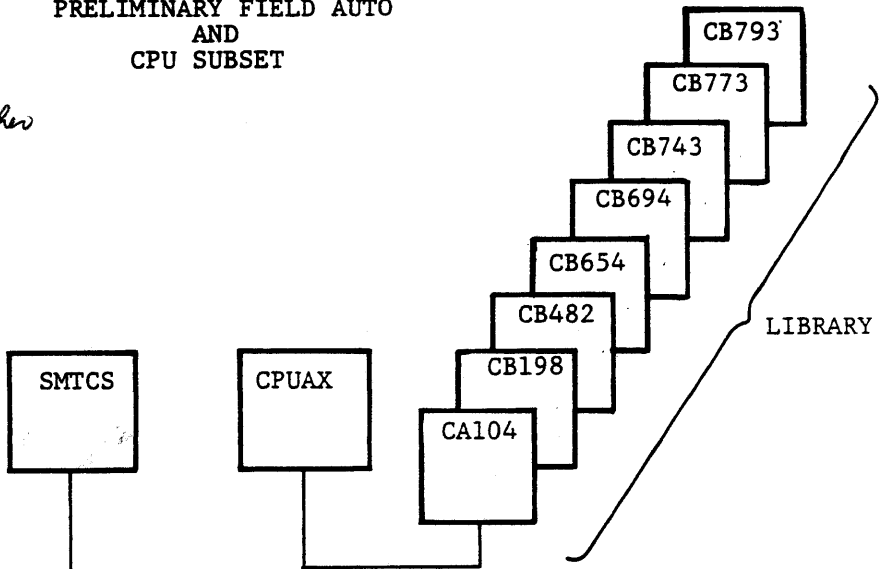 PRELIMINARY FIELD AUTO
AND
CPU SUBSET
CB793
CB773
CB743
CB694
CB654
CB482
CB198
CA104
LIBRARY
SMTCS
CPUAX